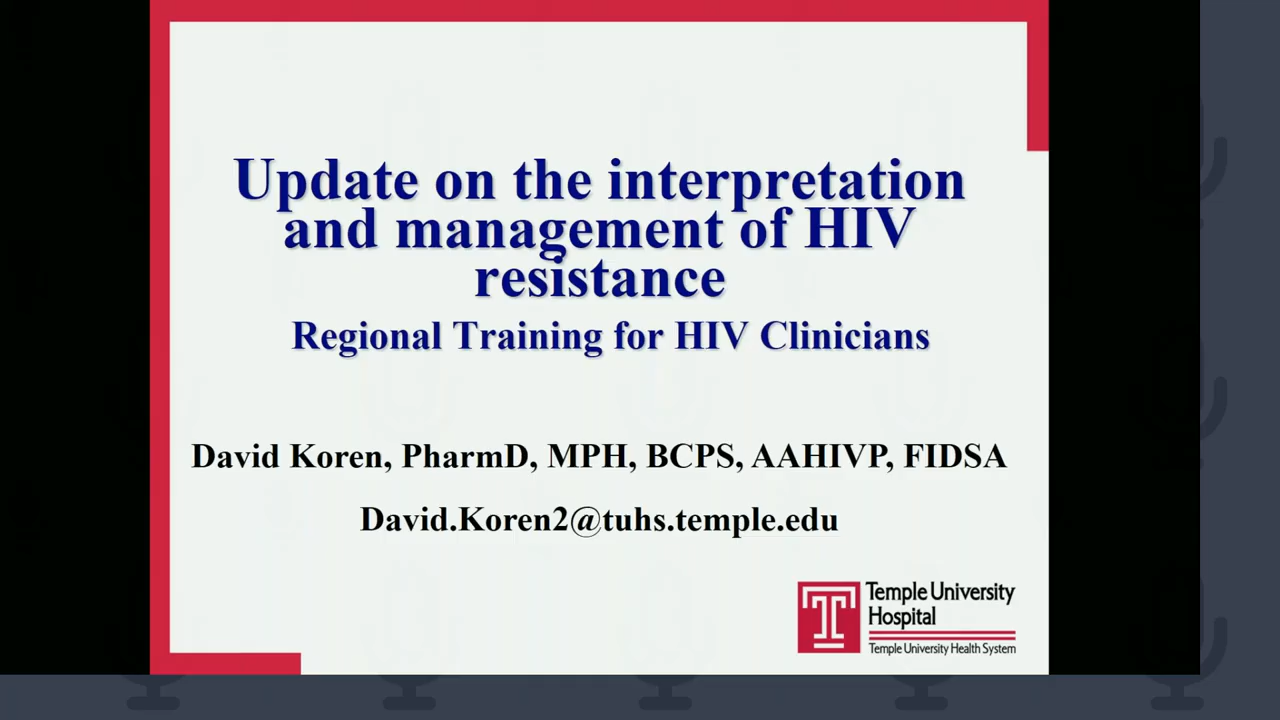 Update on the interpretation
and management of HIV
resistance
Regional Training for HIV Clinicians
David Koren, PharmD, MPH, BCPS, AAHIVP, FIDSA
David.Koren2@tuhs.temple.edu
T
Temple University
Hospital
Temple University Health System